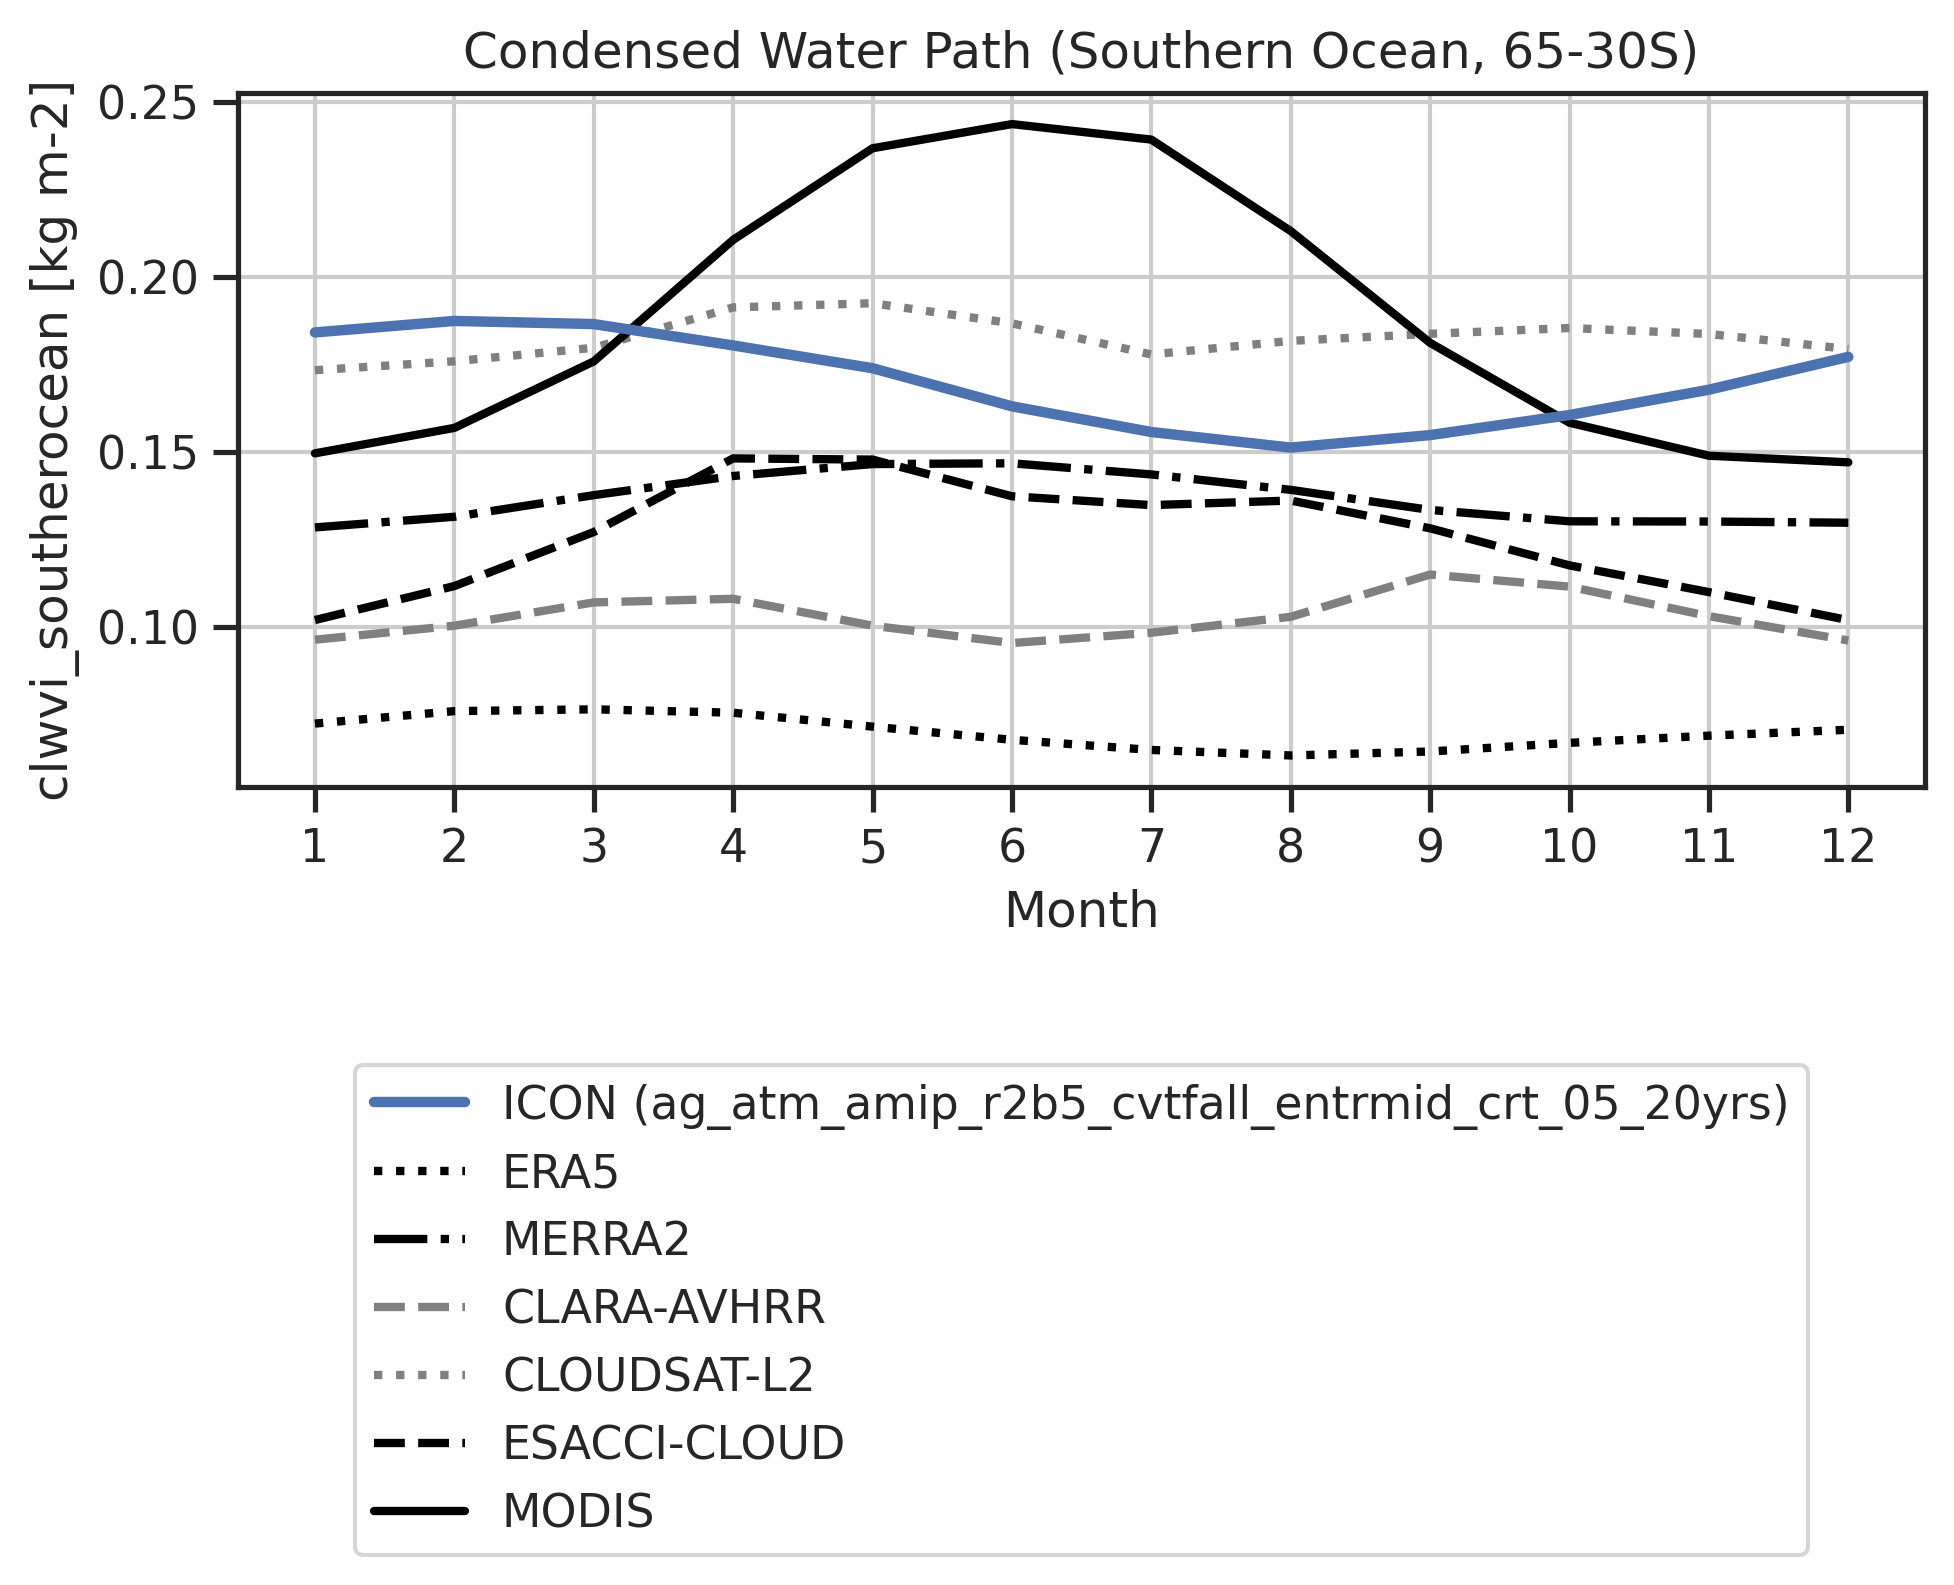 Condensed Water Path (Southern Ocean, 65-30S)
clwvi_southerocean [kg m-2]
0.25
0.20
0.15
0.10
1 2 3 4 5 6 7 8 9 10 11 12
Month
ICON (ag_atm_amip_r2b5_cvtfall_entrmid_crt_05_20yrs)
ERA5
MERRA2
CLARA-AVHRR
CLOUDSAT-L2
ESACCI-CLOUD
MODIS